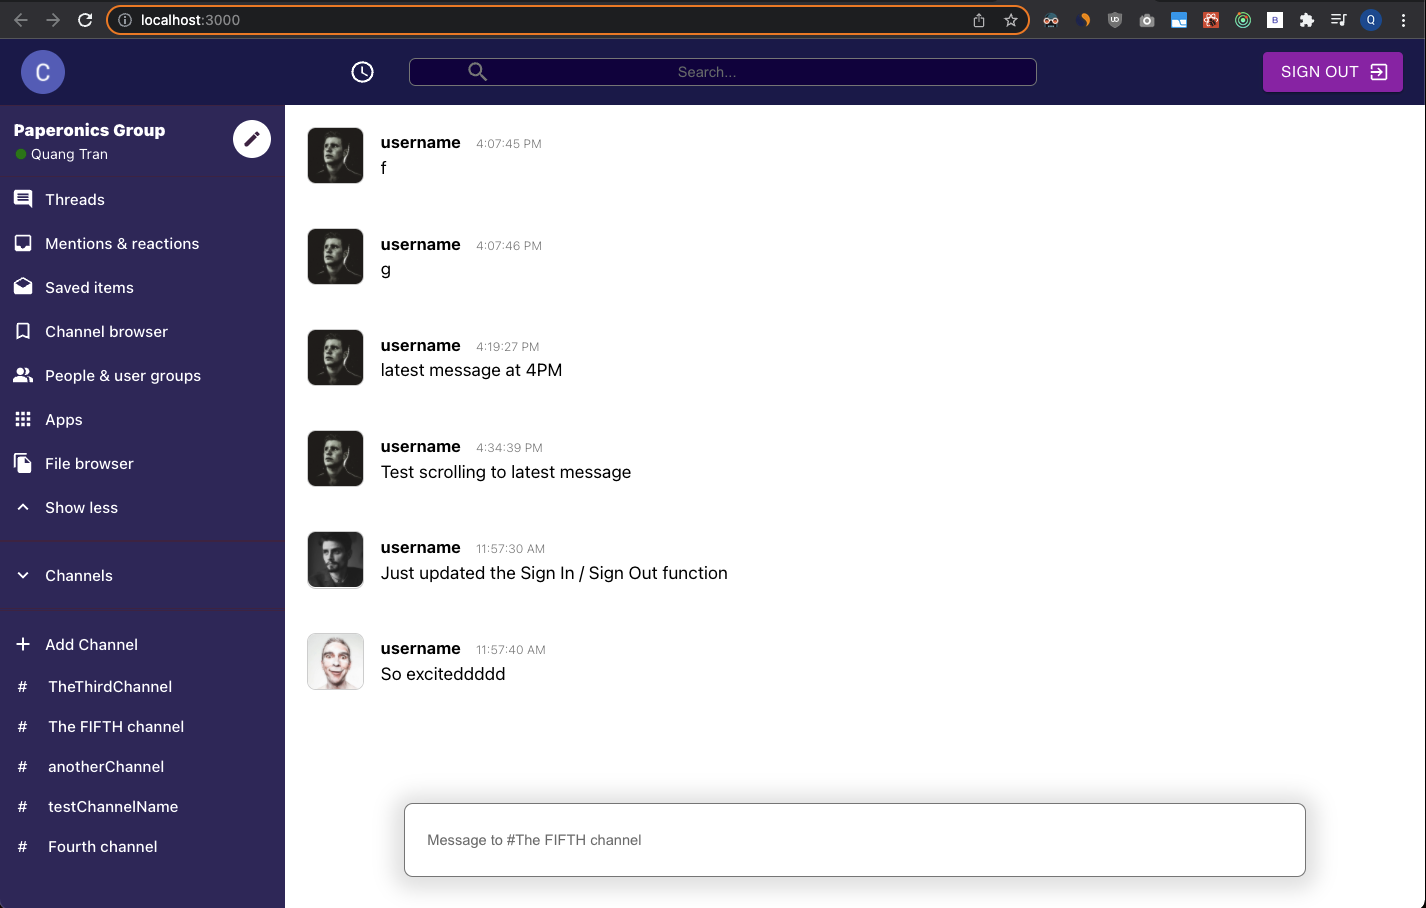 localhost:3000
C
Search...
SIGN OUT
Paperonics Group
Quang Tran
Threads
Mentions & reactions
Saved items
Channel browser
People & user groups
Apps
File browser
Show less
Channels
Add Channel
# TheThirdChannel
# The FIFTH channel
# anotherChannel
# testChannelName
# Fourth channel
username 4:07:45 PM
f
username 4:07:46 PM
g
username 4:19:27 PM
latest message at 4PM
username 4:34:39 PM
Test scrolling to latest message
username 11:57:30 AM
Just updated the Sign In / Sign Out function
username 11:57:40 AM
So exciteddddd
Message to #The FIFTH channel
B
Q